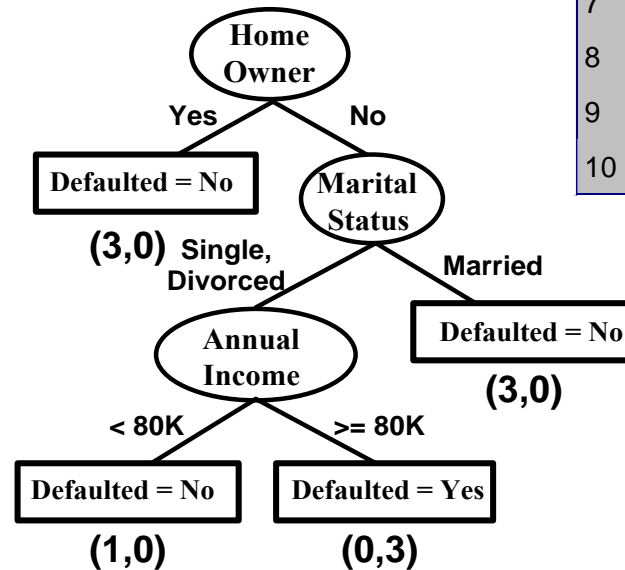 7
8
9
10
Home
Owner
Yes
No
Defaulted = No
Marital
Status
(3,0)
Single,
Divorced
Married
Annual
Income
Defaulted = No
(3,0)
< 80K
>= 80K
Defaulted = No
Defaulted = Yes
(1,0)
(0,3)